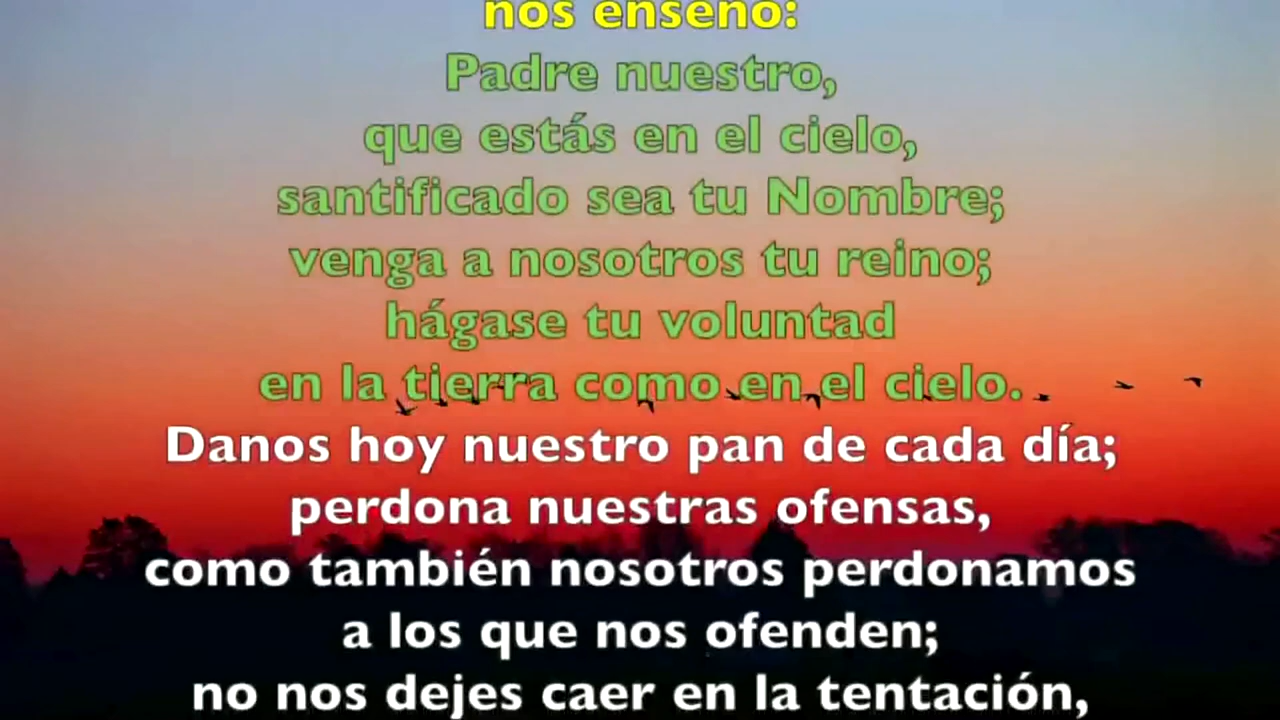 nos enseñó:
Padre nuestro,
que estás en el cielo,
santificado sea tu Nombre;
venga a nosotros tu reino;
hágase tu voluntad
en la tierra como en el cielo.
Danos hoy nuestro pan de cada día;
perdona nuestras ofensas,
como también nosotros perdonamos
a los que nos ofenden;
no nos dejes caer en la tentación,